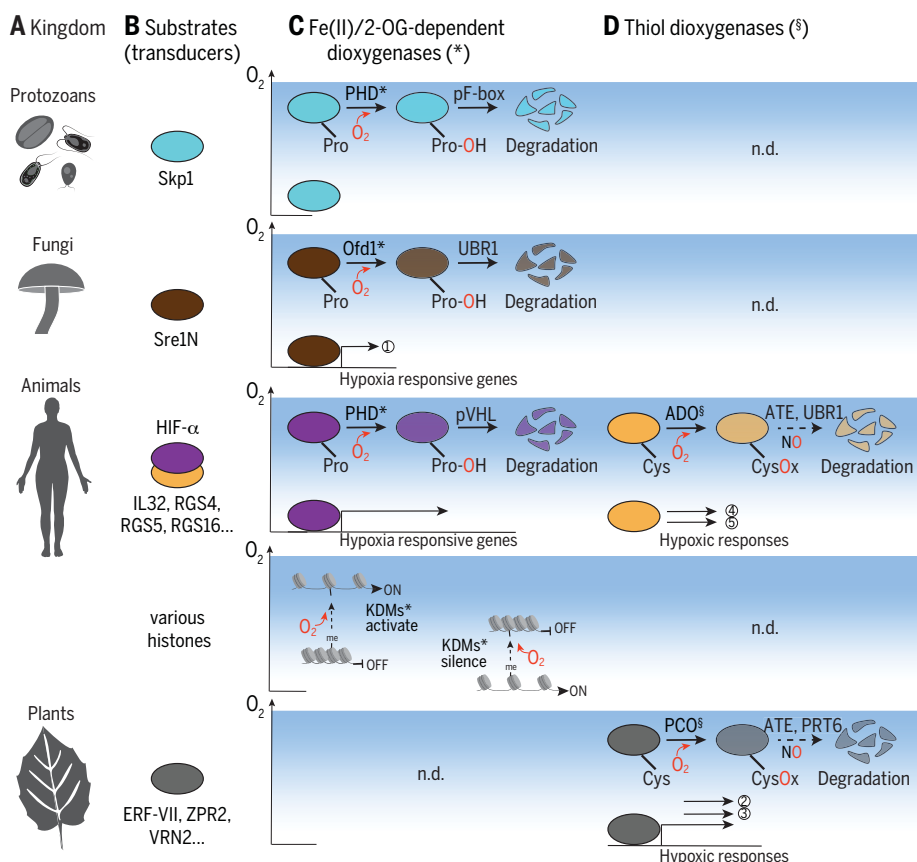 A Kingdom
B Substrates
(transducers)
C Fe(II)/2-OG-dependent
dioxygenases (*)
D Thiol dioxygenases (§)
Protozoans
Skp1
O2
PHD*
O2
Pro
pF-box
Pro-OH
Degradation
n.d.
Fungi
Sre1N
O2
Ofd1*
O2
Pro
UBR1
Pro-OH
Degradation
①
Hypoxia responsive genes
n.d.
Animals
HIF-α
IL32, RGS4,
RGS5, RGS16...
O2
PHD*
O2
Pro
pVHL
Pro-OH
Degradation
Hypoxia responsive genes
ADO§
O2
Cys
ATE, UBR1
NO
CysOx
Degradation
④
⑤
Hypoxic responses
various
histones
O2
ON
KDMs*
activate
O2
me
OFF
OFF
KDMs*
silence
O2
me
ON
n.d.
Plants
ERF-VII, ZPR2,
VRN2...
O2
n.d.
PCO§
O2
Cys
ATE, PRT6
NO
CysOx
Degradation
②
③
Hypoxic responses